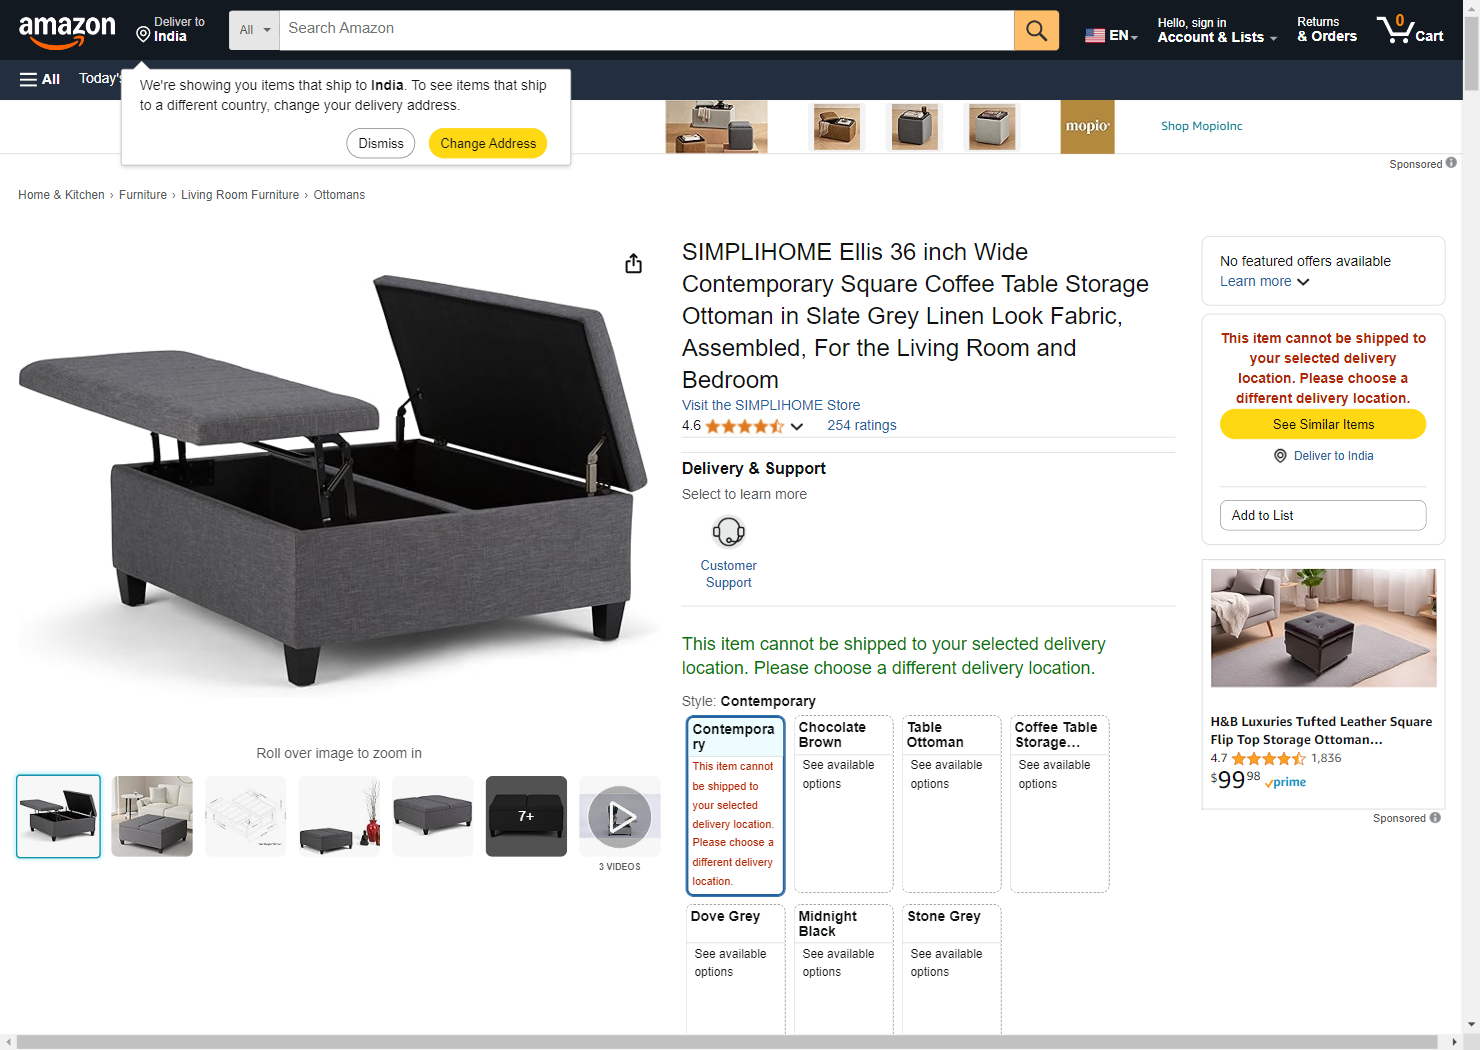 amazon
Deliver to
India
All
Search Amazon
EN
Hello, sign in
Account & Lists
Returns
& Orders
0
Cart
All
Today's
We're showing you items that ship to India. To see items that ship
to a different country, change your delivery address.
Dismiss
Change Address
mopio
Shop MopioInc
Sponsored
Home & Kitchen › Furniture › Living Room Furniture › Ottomans
SIMPLIHOME Ellis 36 inch Wide
Contemporary Square Coffee Table Storage
Ottoman in Slate Grey Linen Look Fabric,
Assembled, For the Living Room and
Bedroom
Visit the SIMPLIHOME Store
4.6
254 ratings
Delivery & Support
Select to learn more
Customer
Support
This item cannot be shipped to your selected delivery
location. Please choose a different delivery location.
Style: Contemporary
Contempora
ry
This item cannot
be shipped to
your selected
delivery location.
Please choose a
different delivery
location.
Chocolate
Brown
See available
options
Table
Ottoman
See available
options
Coffee Table
Storage...
See available
options
Dove Grey
See available
options
Midnight
Black
See available
options
Stone Grey
See available
options
Roll over image to zoom in
7+
3 VIDEOS
No featured offers available
Learn more
This item cannot be shipped to
your selected delivery
location. Please choose a
different delivery location.
See Similar Items
Deliver to India
Add to List
H&B Luxuries Tufted Leather Square
Flip Top Storage Ottoman...
4.7
1,836
$99.98
prime
Sponsored